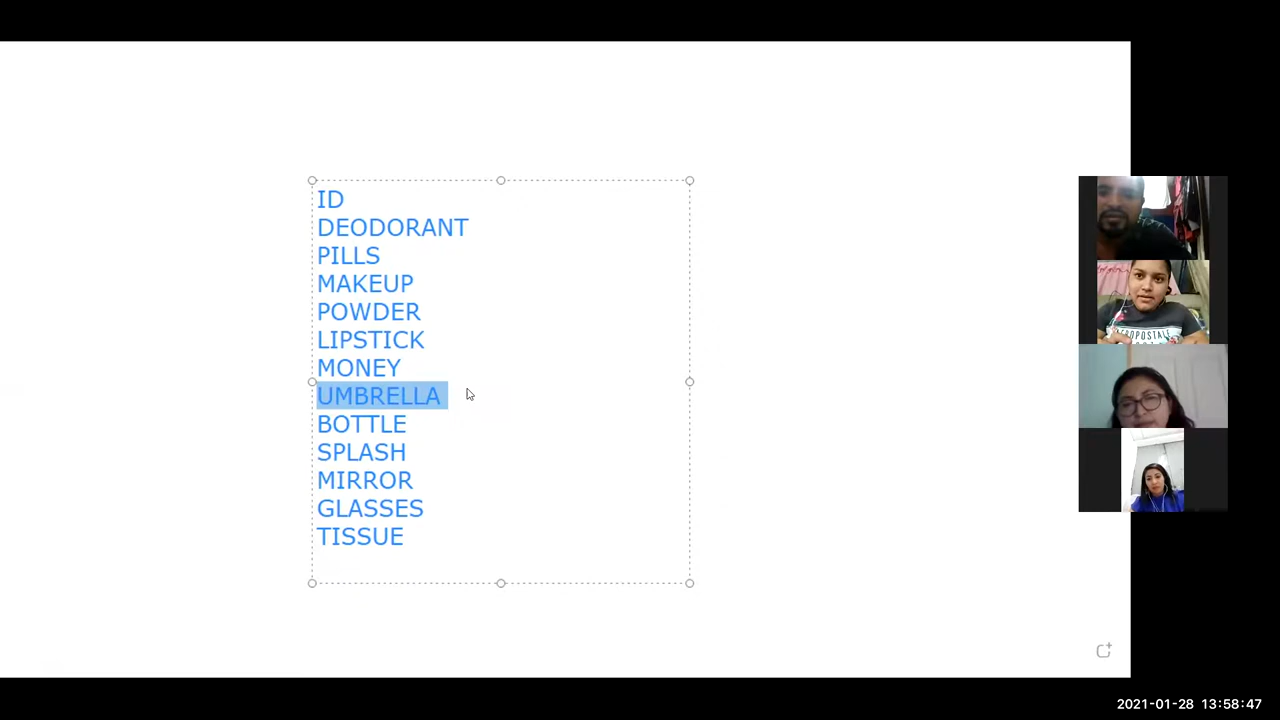 ID
DEODORANT
PILLS
MAKEUP
POWDER
LIPSTICK
MONEY
UMBRELLA
BOTTLE
SPLASH
MIRROR
GLASSES
TISSUE
2021-01-28 13:58:47